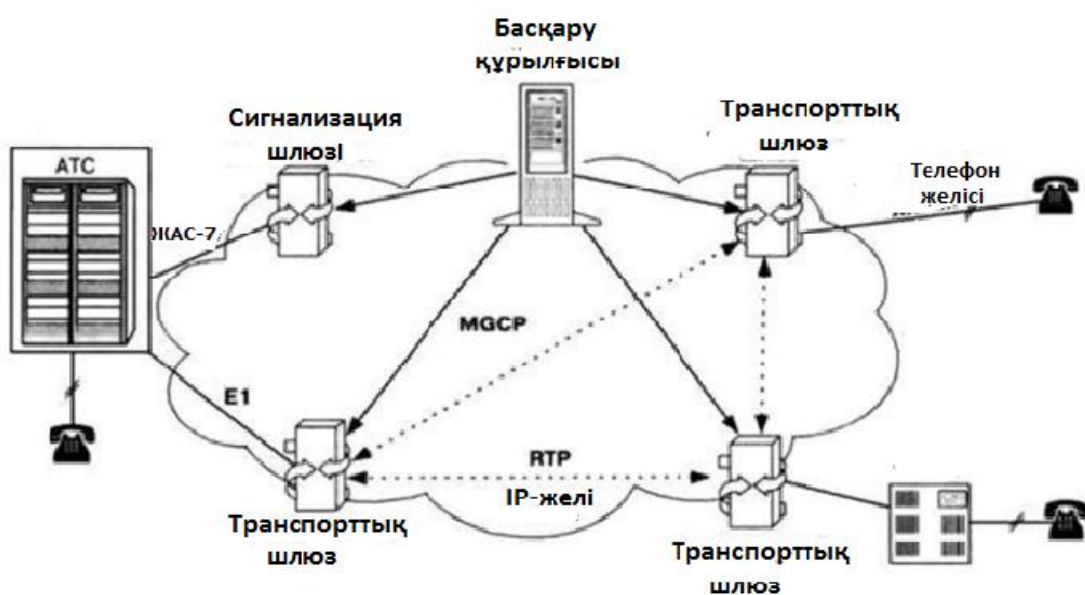 Басқару
құрылғысы
Сигнализация
шлюзі
Транспорттық
шлюз
АТС
Телефон
желісі
ЖАС-7
MGCP
E1
RTP
IP-желі
Транспорттық
шлюз
Транспорттық
шлюз